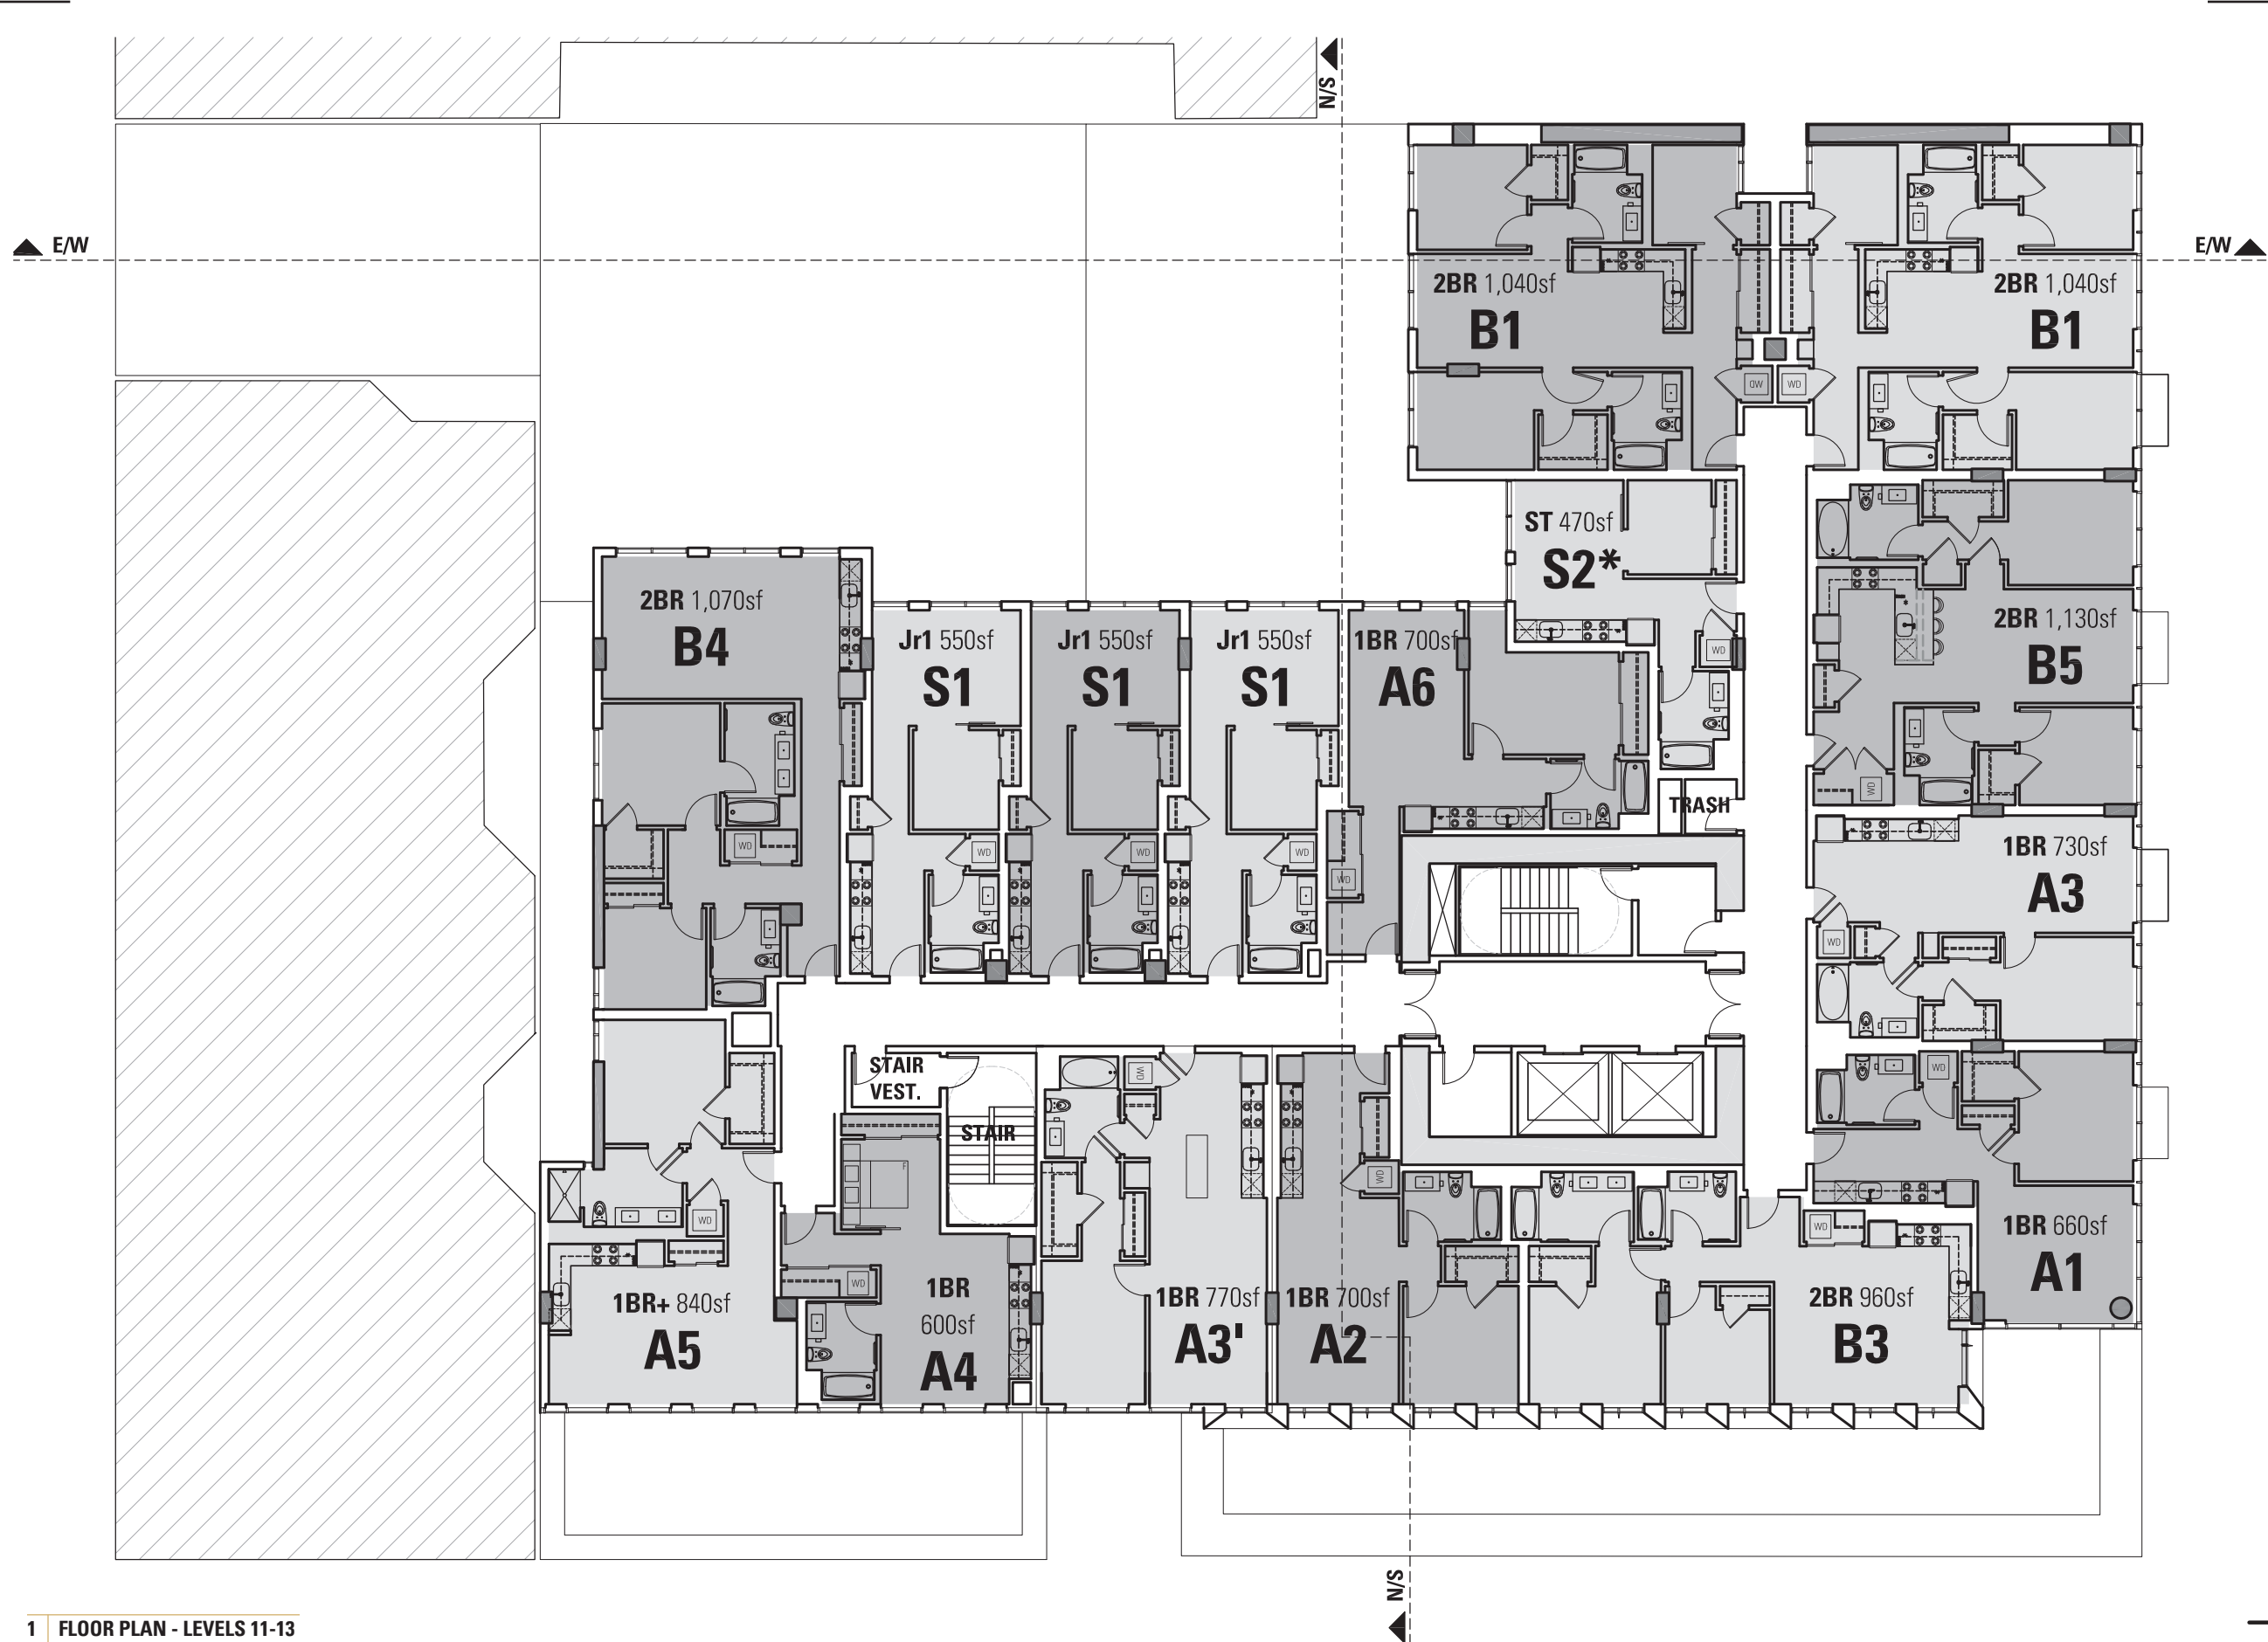 N/S
E/W
E/W
2BR 1,040sf
B1
2BR 1,040sf
B1
WD
WD
ST 470sf
S2*
2BR 1,070sf
B4
Jr1 550sf
S1
Jr1 550sf
S1
Jr1 550sf
S1
1BR 700sf
A6
2BR 1,130sf
B5
WD
WD
TRASH
WD
WD
WD
WD
WD
1BR 730sf
A3
WD
STAIR
VEST.
STAIR
WD
WD
WD
WD
1BR 660sf
A1
WD
WD
1BR+ 840sf
A5
1BR
600sf
A4
1BR 770sf
A3'
1BR 700sf
A2
2BR 960sf
B3
N/S
1 FLOOR PLAN - LEVELS 11-13